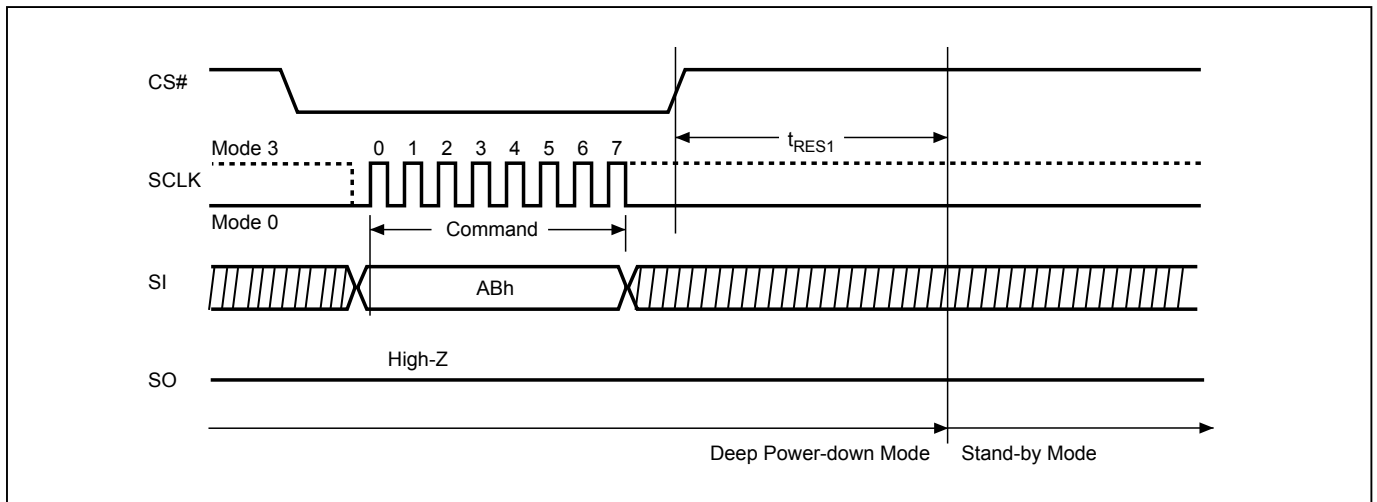 CS#
Mode 3
0 1 2 3 4 5 6 7
tRES1
SCLK
Mode 0
Command
SI
ABh
High-Z
SO
Deep Power-down Mode
Stand-by Mode